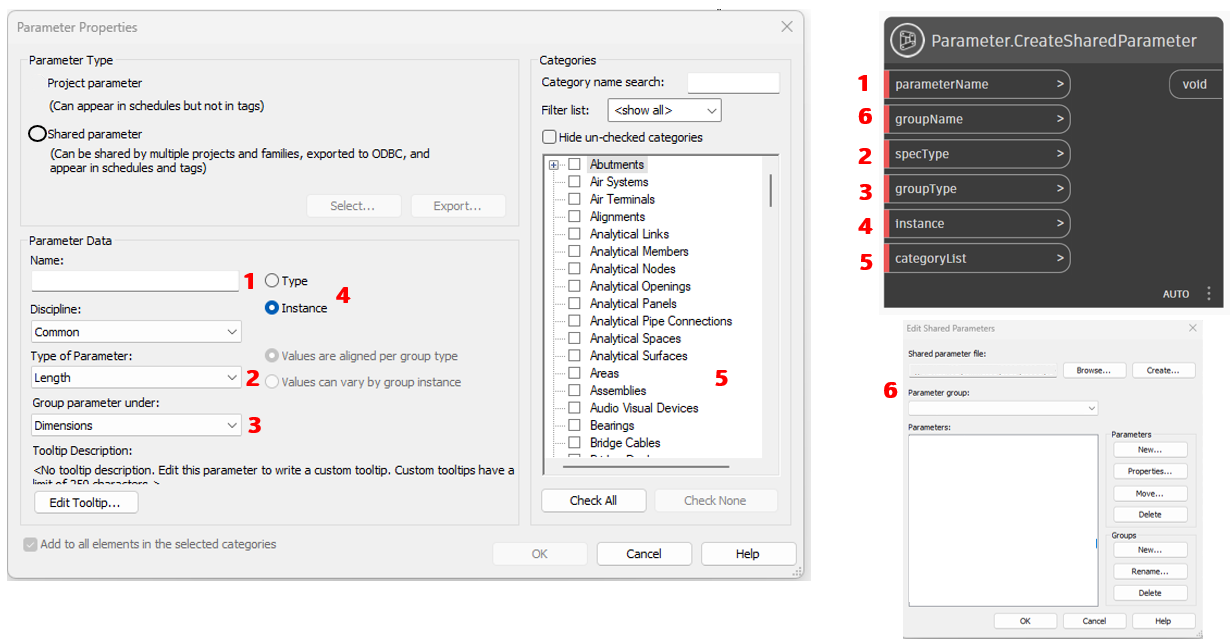 Parameter Properties
Parameter Type
Project parameter
(Can appear in schedules but not in tags)
Shared parameter
(Can be shared by multiple projects and families, exported to ODBC, and
appear in schedules and tags)
Select...
Export...
Parameter Data
Name:
1
Type
Instance
4
Discipline:
Common
Type of Parameter:
Length
2
Values are aligned per group type
Values can vary by group instance
Group parameter under:
Dimensions
3
Tooltip Description:
<No tooltip description. Edit this parameter to write a custom tooltip. Custom tooltips have a
limit of 250 characters. >
Edit Tooltip...
Add to all elements in the selected categories
Categories
Category name search:
Filter list:
<show all>
Hide un-checked categories
Abutments
Air Systems
Air Terminals
Alignments
Analytical Links
Analytical Members
Analytical Nodes
Analytical Openings
Analytical Panels
Analytical Pipe Connections
Analytical Spaces
Analytical Surfaces
Areas
Assemblies
Audio Visual Devices
Bearings
Bridge Cables
5
Check All
Check None
OK
Cancel
Help
Parameter.CreateSharedParameter
1
parameterName
>
void
6
groupName
>
2
specType
>
3
groupType
>
4
instance
>
5
categoryList
>
AUTO
Edit Shared Parameters
Shared parameter file:
Browse...
Create...
6
Parameter group:
Parameters:
Parameters
New...
Properties...
Move...
Delete
Groups
New...
Rename...
Delete
OK
Cancel
Help